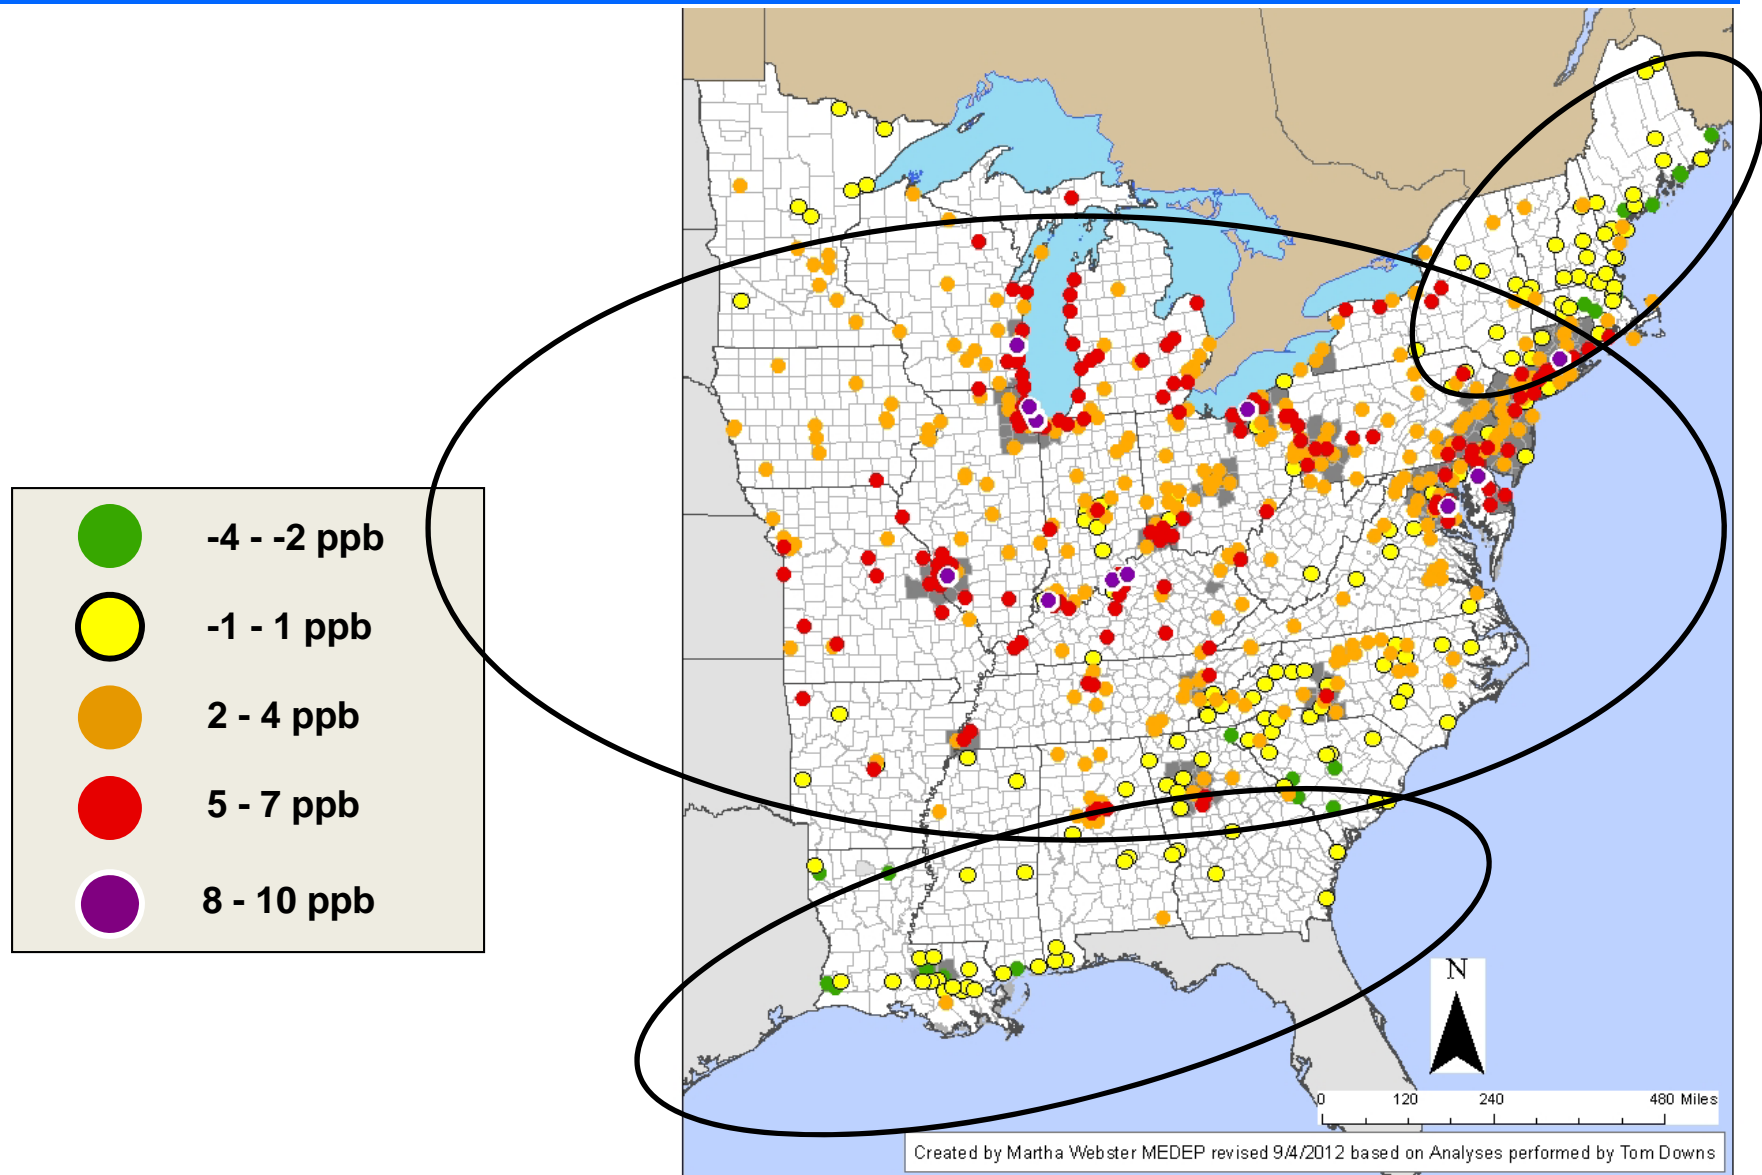 -4 - -2 ppb
-1 - 1 ppb
2 - 4 ppb
5 - 7 ppb
8 - 10 ppb
N
0 120 240 480 Miles
Created by Martha Webster MEDEP revised 9/4/2012 based on Analyses performed by Tom Downs